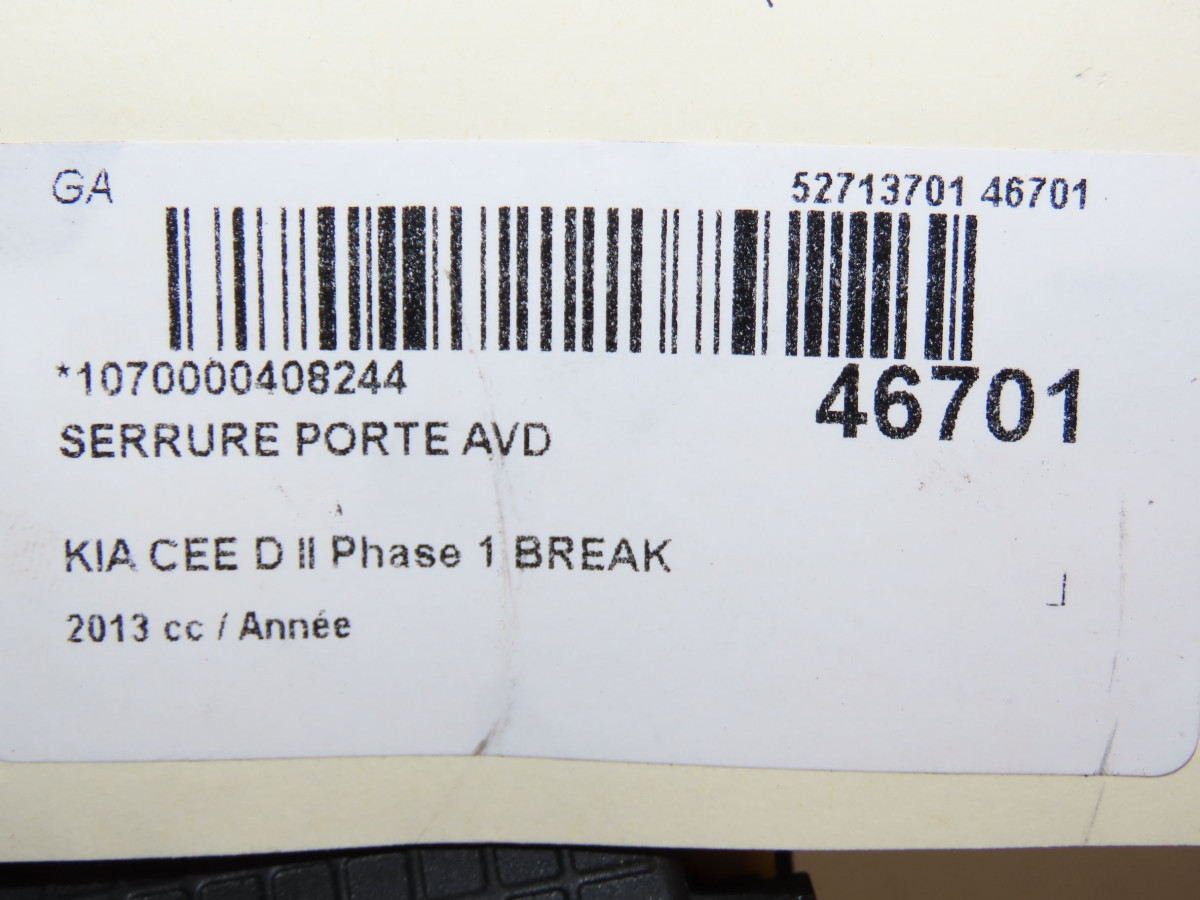 GA 52713701 46701
*1070000408244
46701
SERRURE PORTE AVD
KIA CEE D II Phase 1 BREAK
2013 cc / Année